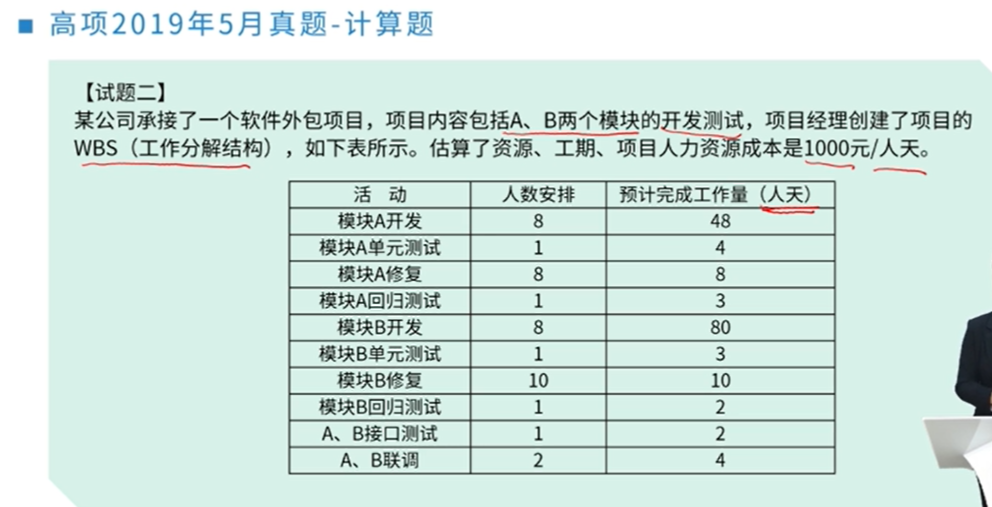 高项2019年5月真题-计算题
【试题二】
某公司承接了一个软件外包项目，项目内容包括A、B两个模块的开发测试，项目经理创建了项目的
WBS（工作分解结构），如下表所示。估算了资源、工期、项目人力资源成本是1000元/人天。
活 动 人数安排 预计完成工作量（人天）
模块A开发 8 48
模块A单元测试 1 4
模块A修复 8 8
模块A回归测试 1 3
模块B开发 8 80
模块B单元测试 1 3
模块B修复 10 10
模块B回归测试 1 2
A、B接口测试 1 2
A、B联调 2 4